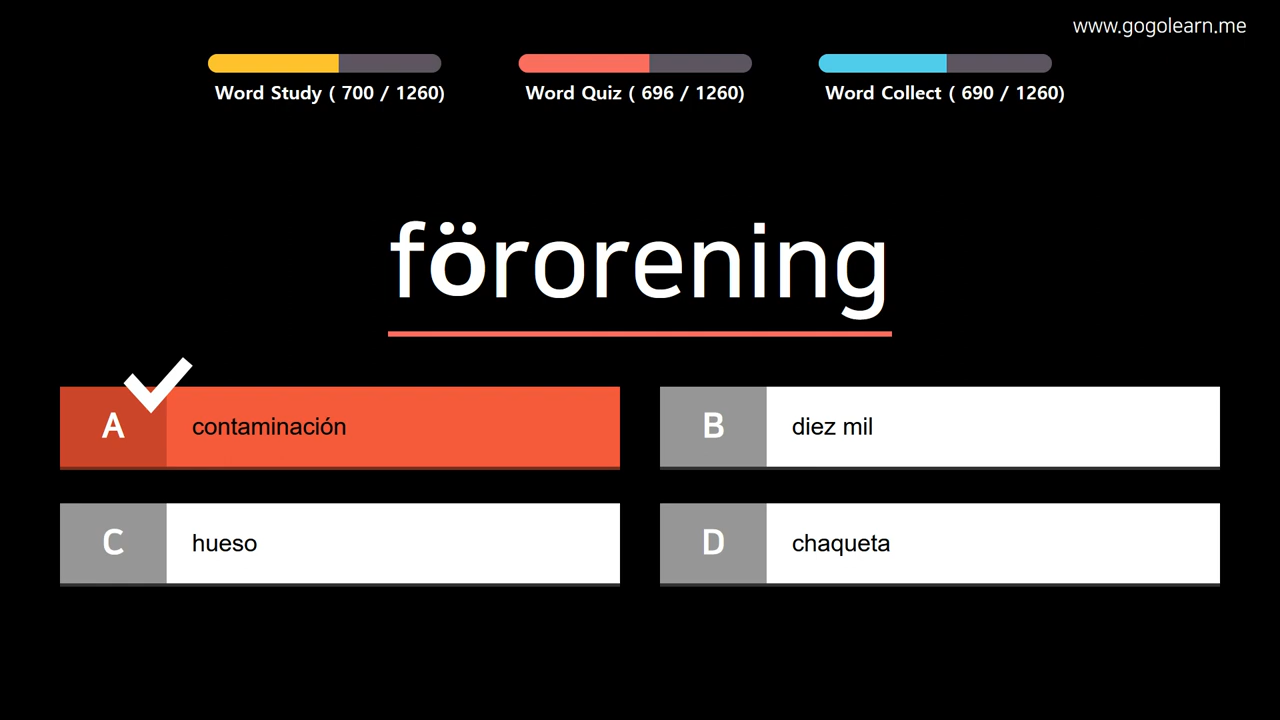 www.gogolearn.me
Word Study ( 700 / 1260)
Word Quiz ( 696 / 1260)
Word Collect ( 690 / 1260)
förorening
A contaminación
B diez mil
C hueso
D chaqueta